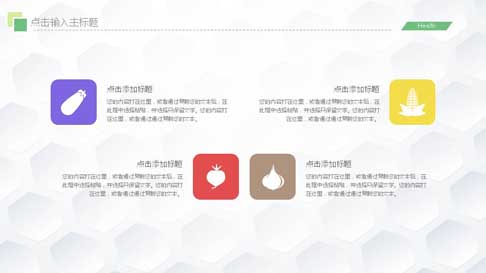 点击输入主标题
Health
点击添加标题
您的内容打在这里，或者通过复制您的文本后，在
此框中选择粘贴，并选择只保留文字。您的内容打
在这里，或者通过通过复制您的文本。
点击添加标题
您的内容打在这里，或者通过复制您的文本后，在
此框中选择粘贴，并选择只保留文字。您的内容打
在这里，或者通过通过复制您的文本。
点击添加标题
您的内容打在这里，或者通过复制您的文本后，在
此框中选择粘贴，并选择只保留文字。您的内容打
在这里，或者通过通过复制您的文本。
点击添加标题
您的内容打在这里，或者通过复制您的文本后，在
此框中选择粘贴，并选择只保留文字。您的内容打
在这里，或者通过通过复制您的文本。